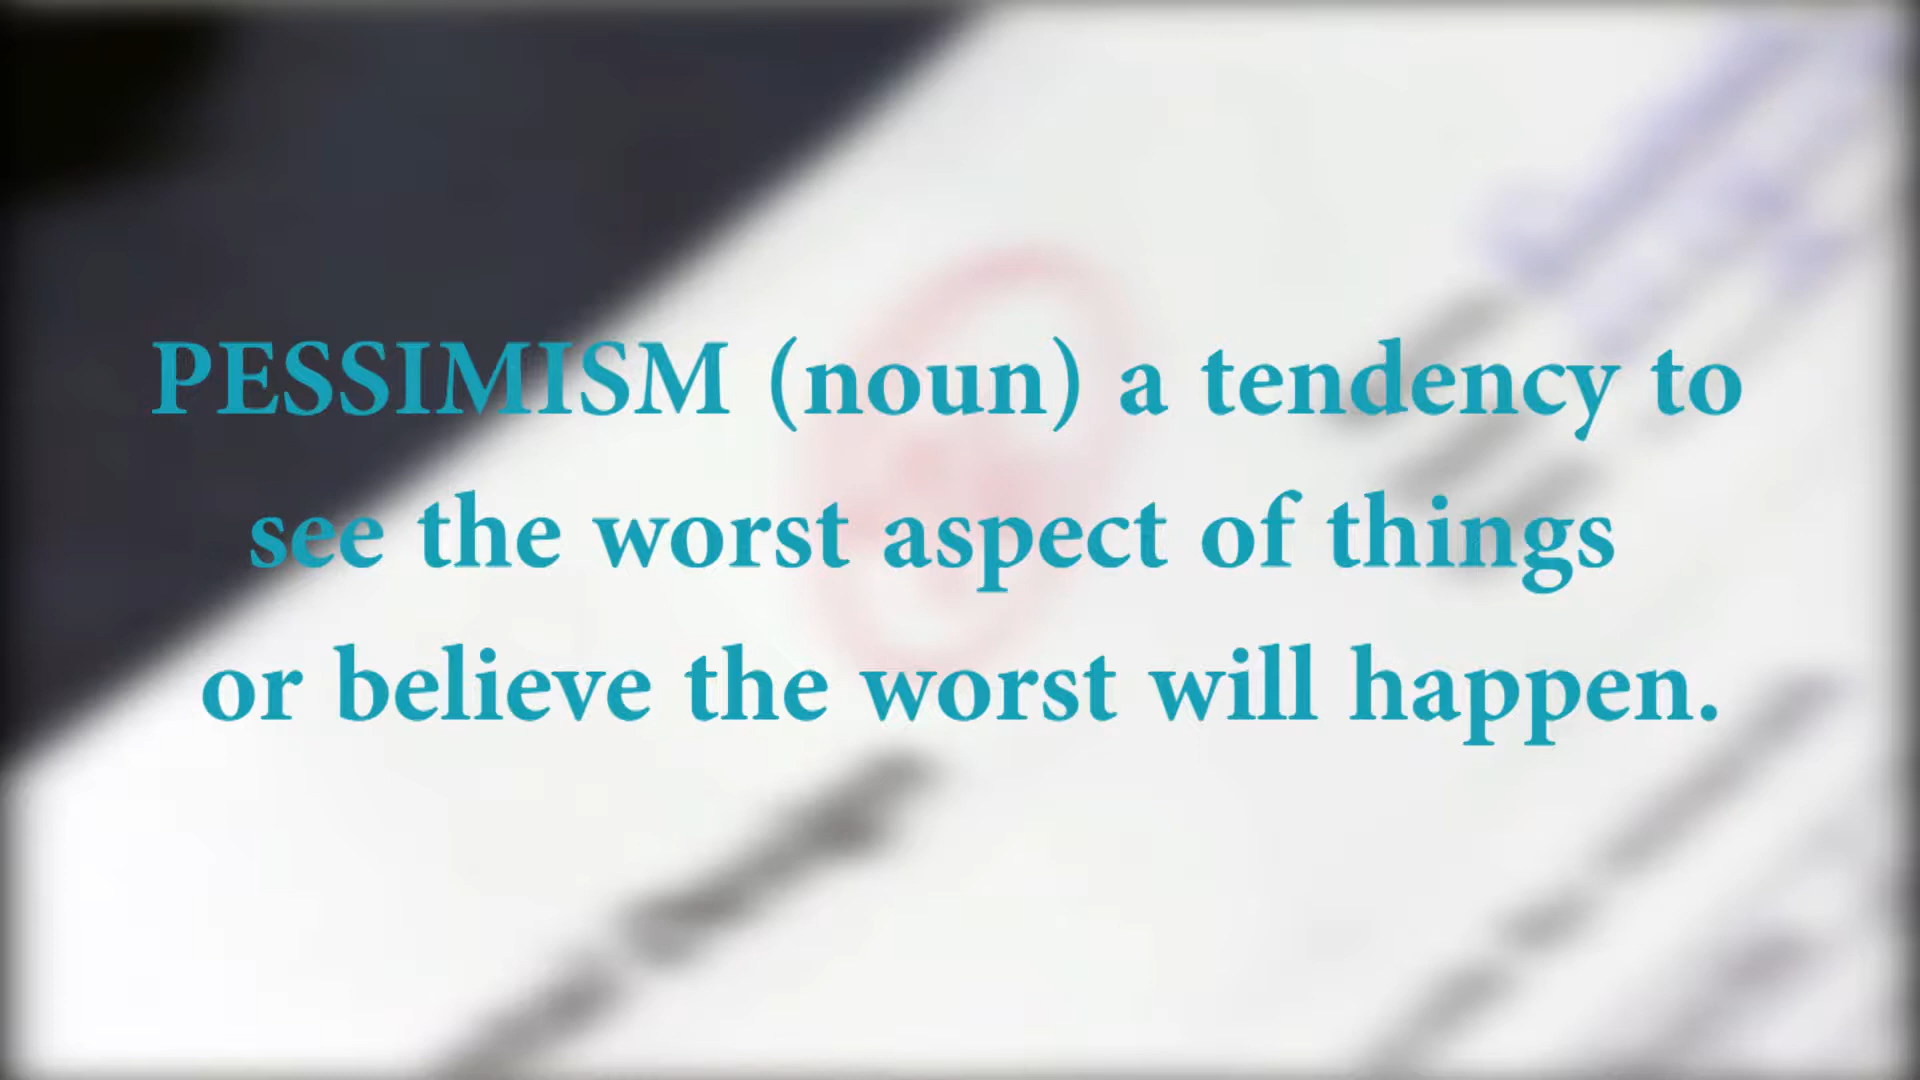 PESSIMISM (noun) a tendency to
see the worst aspect of things
or believe the worst will happen.